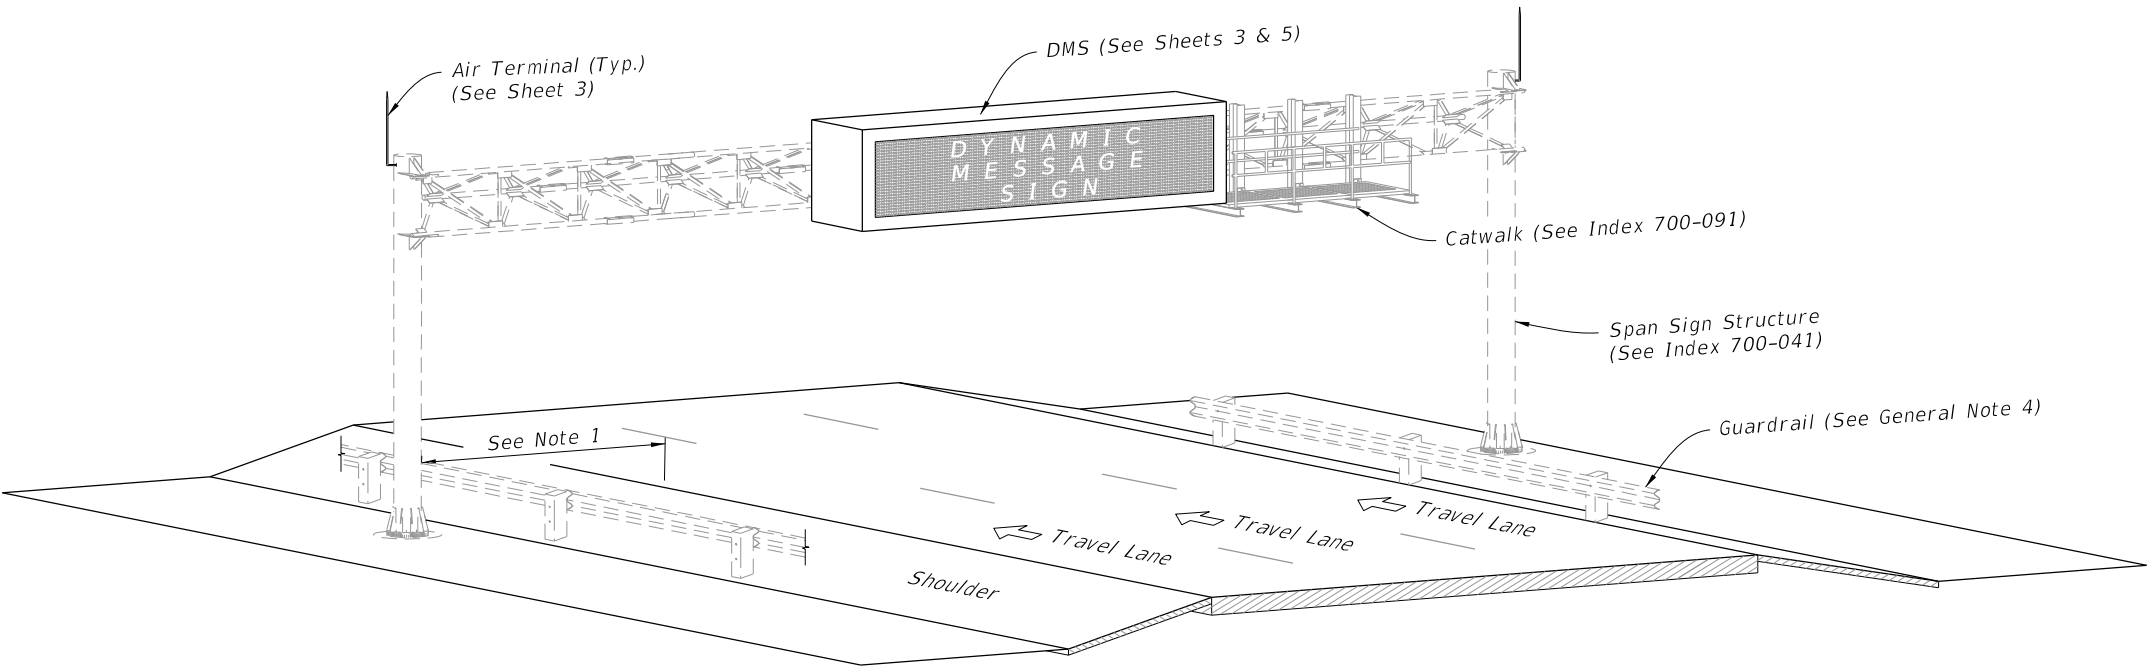 DMS (See Sheets 3 & 5)
Air Terminal (Typ.)
(See Sheet 3)
DYNAMIC
MESSAGE
SIGN
Catwalk (See Index 700-091)
Span Sign Structure
(See Index 700-041)
Guardrail (See General Note 4)
See Note 1
Travel Lane
Travel Lane
Travel Lane
Shoulder